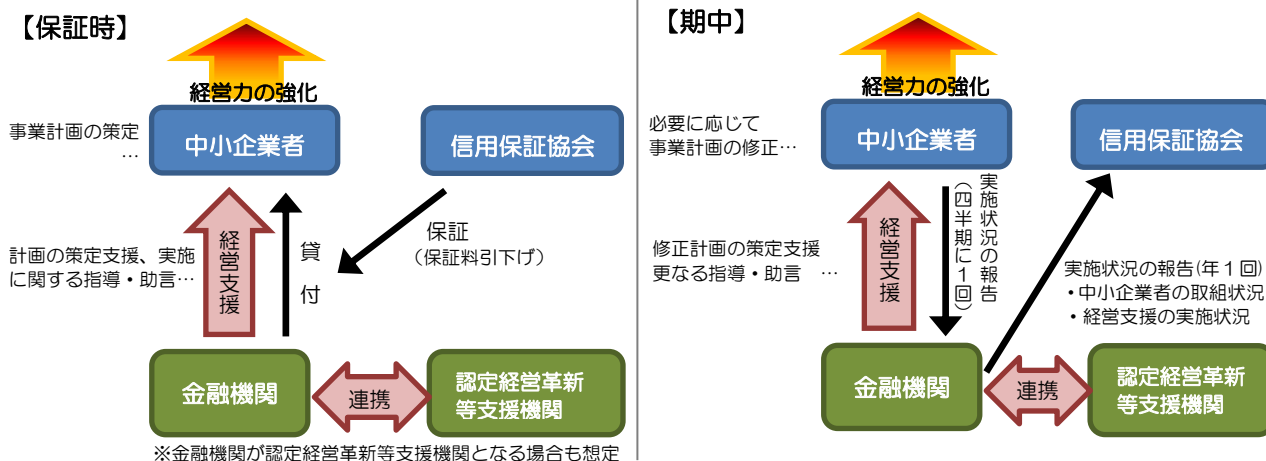 【保証時】
経営力の強化
事業計画の策定
…
中小企業者
信用保証協会
計画の策定支援、実施
に関する指導・助言…
経営支援
貸付
保証
（保証料引下げ）
金融機関
連携
認定経営革新
等支援機関
※金融機関が認定経営革新等支援機関となる場合も想定
【期中】
経営力の強化
必要に応じて
事業計画の修正…
中小企業者
信用保証協会
修正計画の策定支援
更なる指導・助言 …
経営支援
実施状況の報告
（四半期に１回）
実施状況の報告(年１回)
・中小企業者の取組状況
・経営支援の実施状況
金融機関
連携
認定経営革新
等支援機関